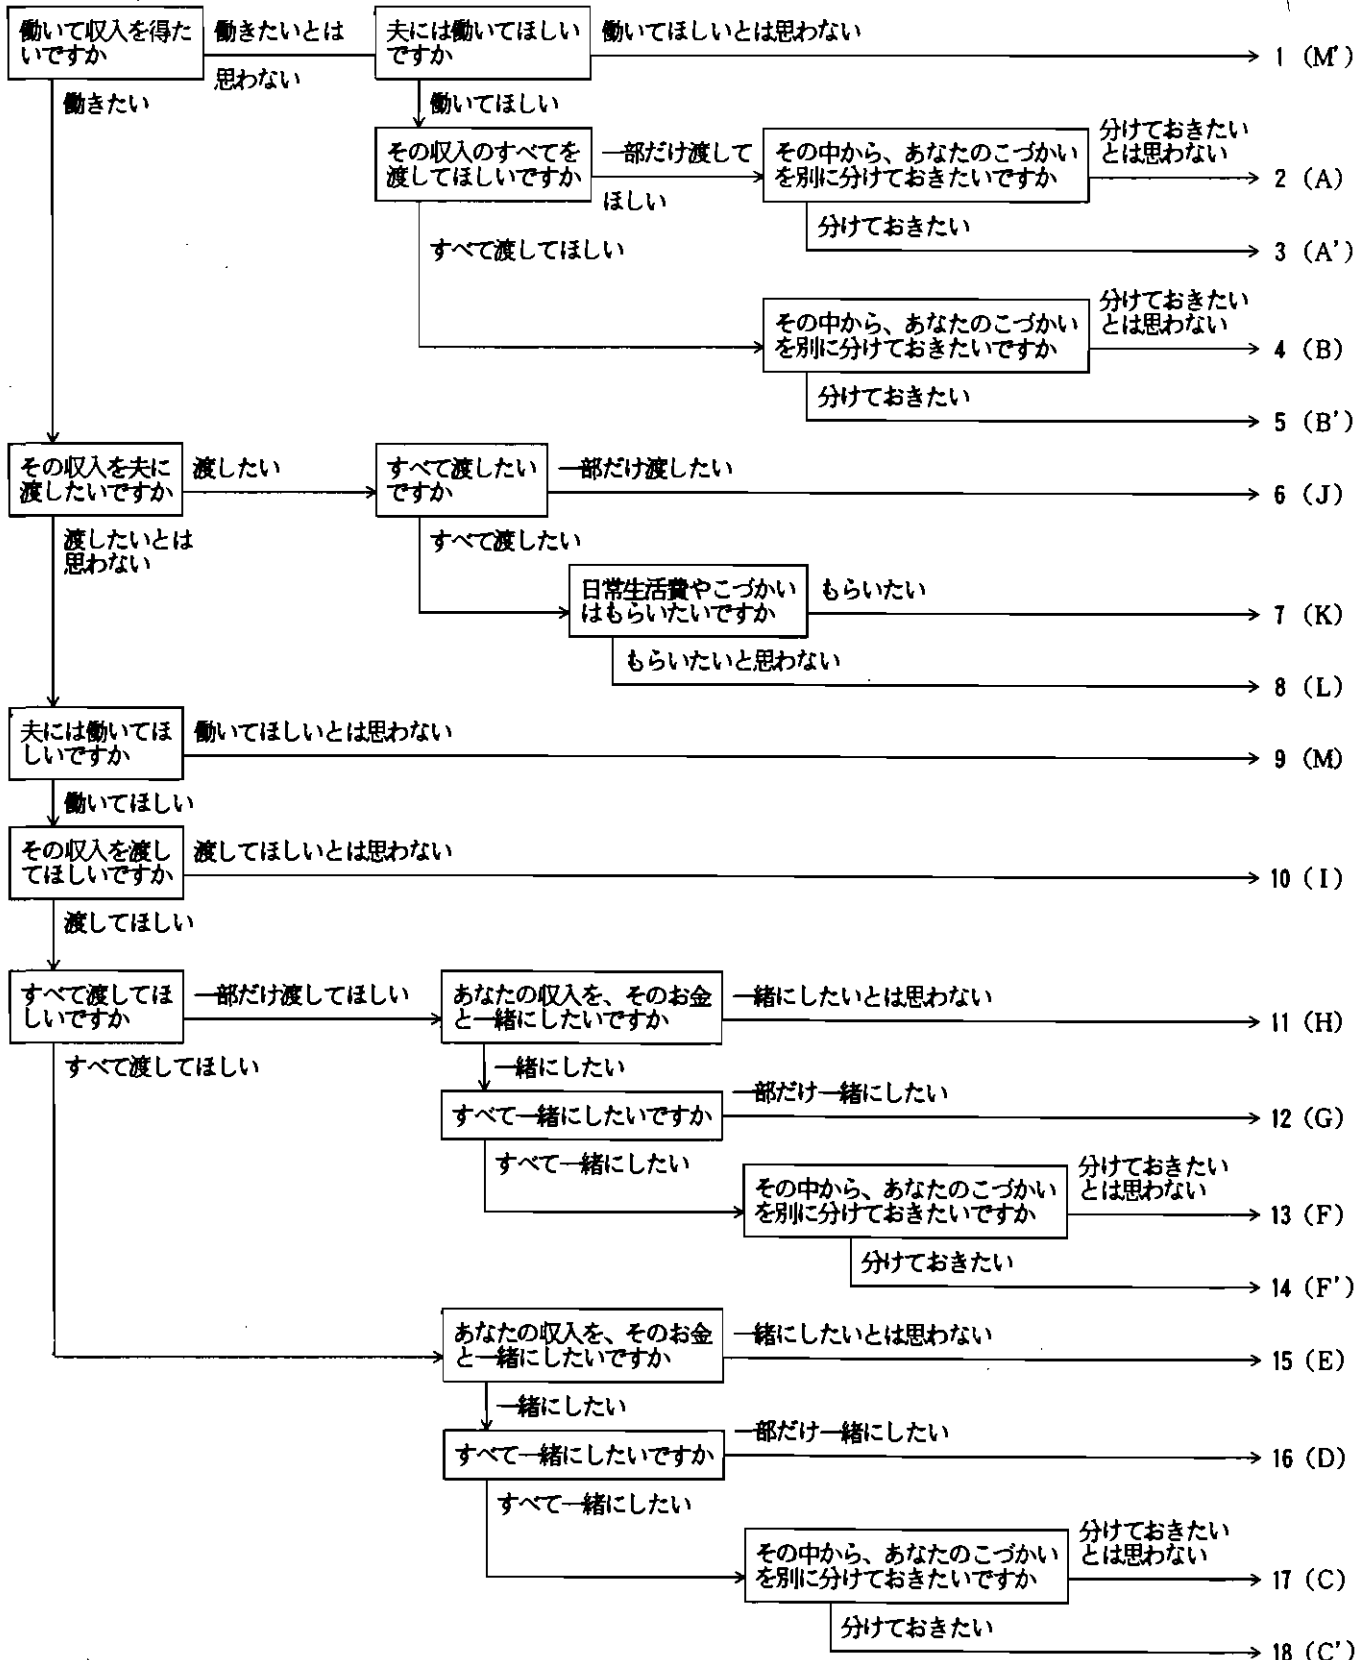 働いて収入を得た
いですか
働きたいとは
思わない
夫には働いてほしい
ですか
働いてほしいとは思わない
1 (M')
働きたい
働いてほしい
その収入のすべてを
渡してほしいですか
一部だけ渡して
ほしい
その中から、あなたのこづかい
を別に分けておきたいですか
分けておきたい
とは思わない
2 (A)
分けておきたい
3 (A')
すべて渡してほしい
その中から、あなたのこづかい
を別に分けておきたいですか
分けておきたい
とは思わない
4 (B)
分けておきたい
5 (B')
その収入を夫に
渡したいですか
渡したい
すべて渡したい
ですか
一部だけ渡したい
6 (J)
渡したいとは
思わない
すべて渡したい
日常生活費やこづかい
はもらいたいですか
もらいたい
7 (K)
もらいたいと思わない
8 (L)
夫には働いてほ
しいですか
働いてほしいとは思わない
9 (M)
働いてほしい
その収入を渡し
てほしいですか
渡してほしいとは思わない
10 (I)
渡してほしい
すべて渡してほ
しいですか
一部だけ渡してほしい
あなたの収入を、そのお金
と一緒にしたいですか
一緒にしたいとは思わない
11 (H)
すべて渡してほしい
一緒にしたい
すべて一緒にしたいですか
一部だけ一緒にしたい
12 (G)
すべて一緒にしたい
その中から、あなたのこづかい
を別に分けておきたいですか
分けておきたい
とは思わない
13 (F)
分けておきたい
14 (F')
あなたの収入を、そのお金
と一緒にしたいですか
一緒にしたいとは思わない
15 (E)
一緒にしたい
すべて一緒にしたいですか
一部だけ一緒にしたい
16 (D)
すべて一緒にしたい
その中から、あなたのこづかい
を別に分けておきたいですか
分けておきたい
とは思わない
17 (C)
分けておきたい
18 (C')